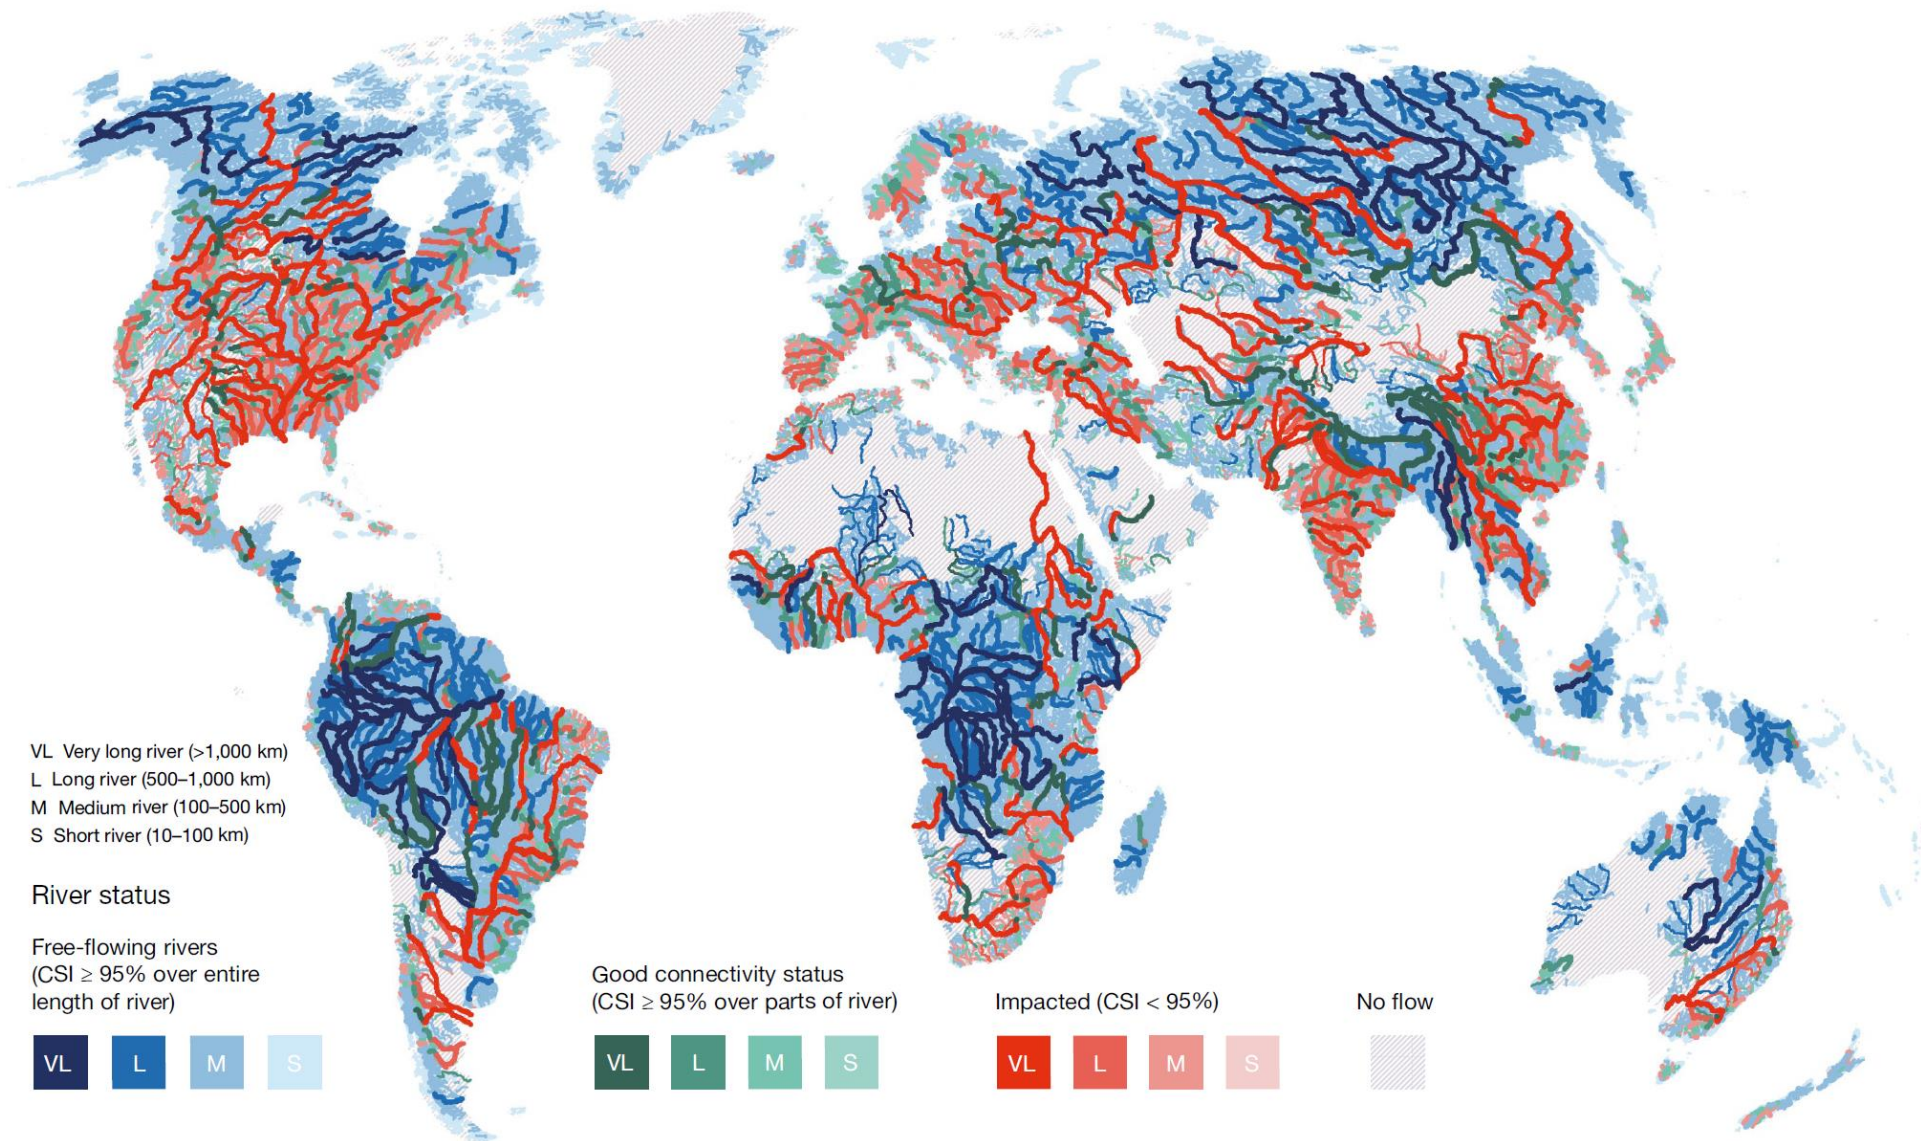 VL Very long river (>1,000 km)
L Long river (500–1,000 km)
M Medium river (100–500 km)
S Short river (10–100 km)
River status
Free-flowing rivers
(CSI ≥ 95% over entire
length of river)
VL L M S
Good connectivity status
(CSI ≥ 95% over parts of river)
VL L M S
Impacted (CSI < 95%)
VL L M S
No flow